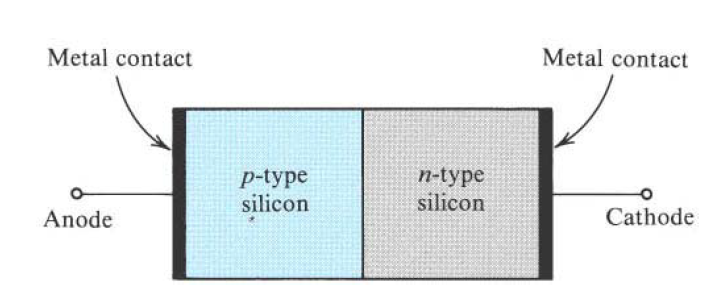 Metal contact
Metal contact
p-type
silicon
n-type
silicon
Anode
Cathode